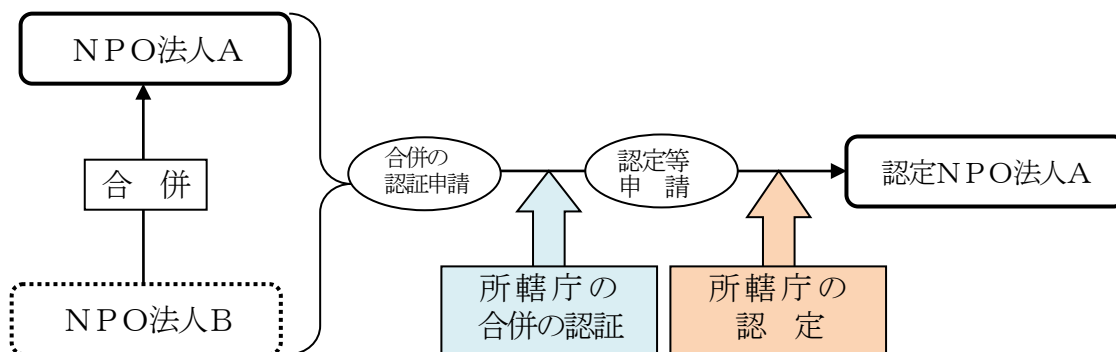 NPO法人A
合 併
NPO法人B
合併の
認証申請
所轄庁の
合併の認証
認定等
申 請
所轄庁の
認 定
認定NPO法人A